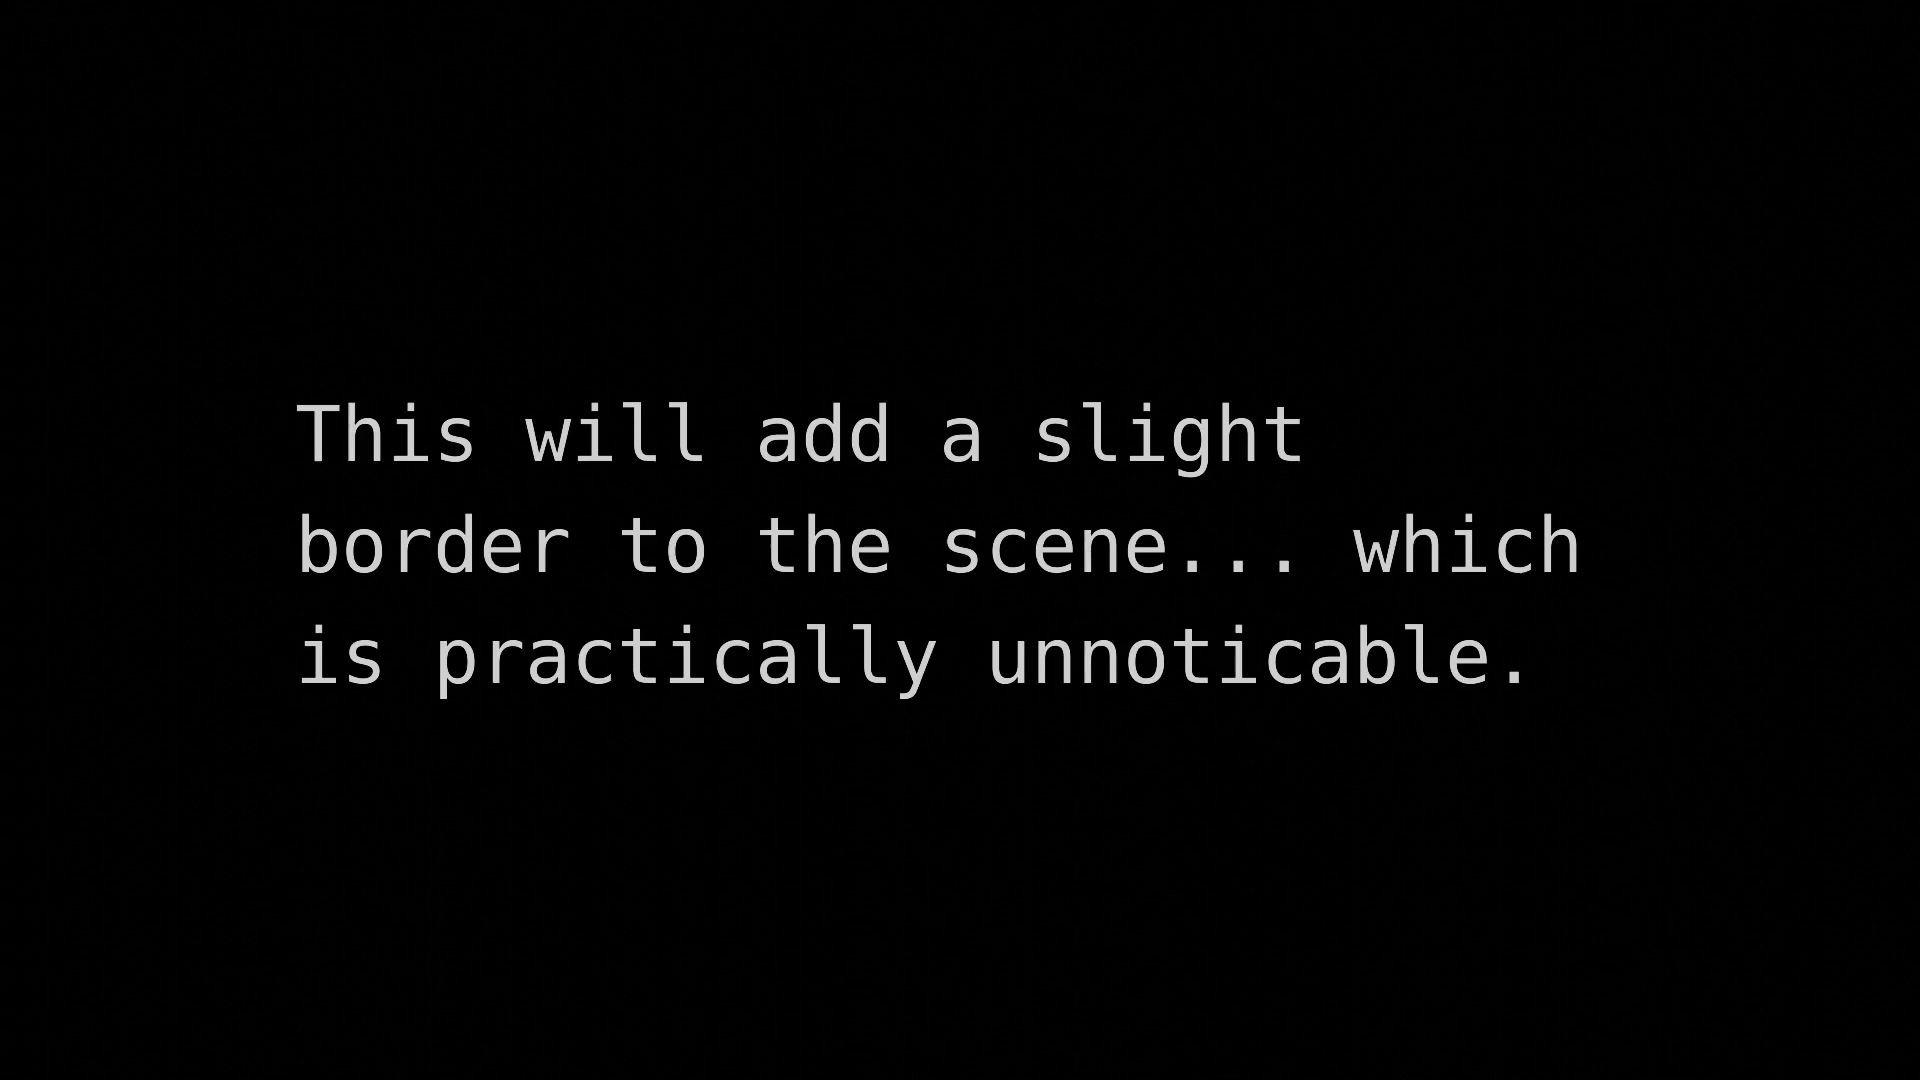 This will add a slight
border to the scene... which
is practically unnoticable.